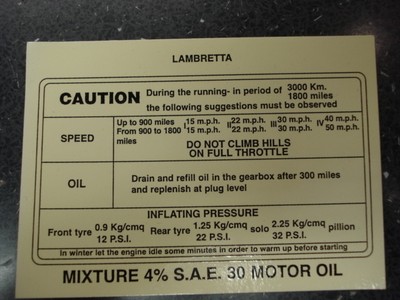 LAMBRETTA
CAUTION During the running- in period of 3000 Km.
1800 miles
the following suggestions must be observed
SPEED
Up to 900 miles I 15 m.p.h. II 22 m.p.h. III 30 m.p.h. IV 40 m.p.h.
From 900 to 1800 15 m.p.h. 22 m.p.h. 30 m.p.h. 50 m.p.h.
miles
DO NOT CLIMB HILLS
ON FULL THROTTLE
OIL
Drain and refill oil in the gearbox after 300 miles
and replenish at plug level
INFLATING PRESSURE
Front tyre 0.9 Kg/cmq Rear tyre 1.25 Kg/cmq solo 2.25 Kg/cmq pillion
12 P.S.I. 22 P.S.I. 32 P.S.I.
In winter let the engine idle some minutes in order to warm up before starting
MIXTURE 4% S.A.E. 30 MOTOR OIL